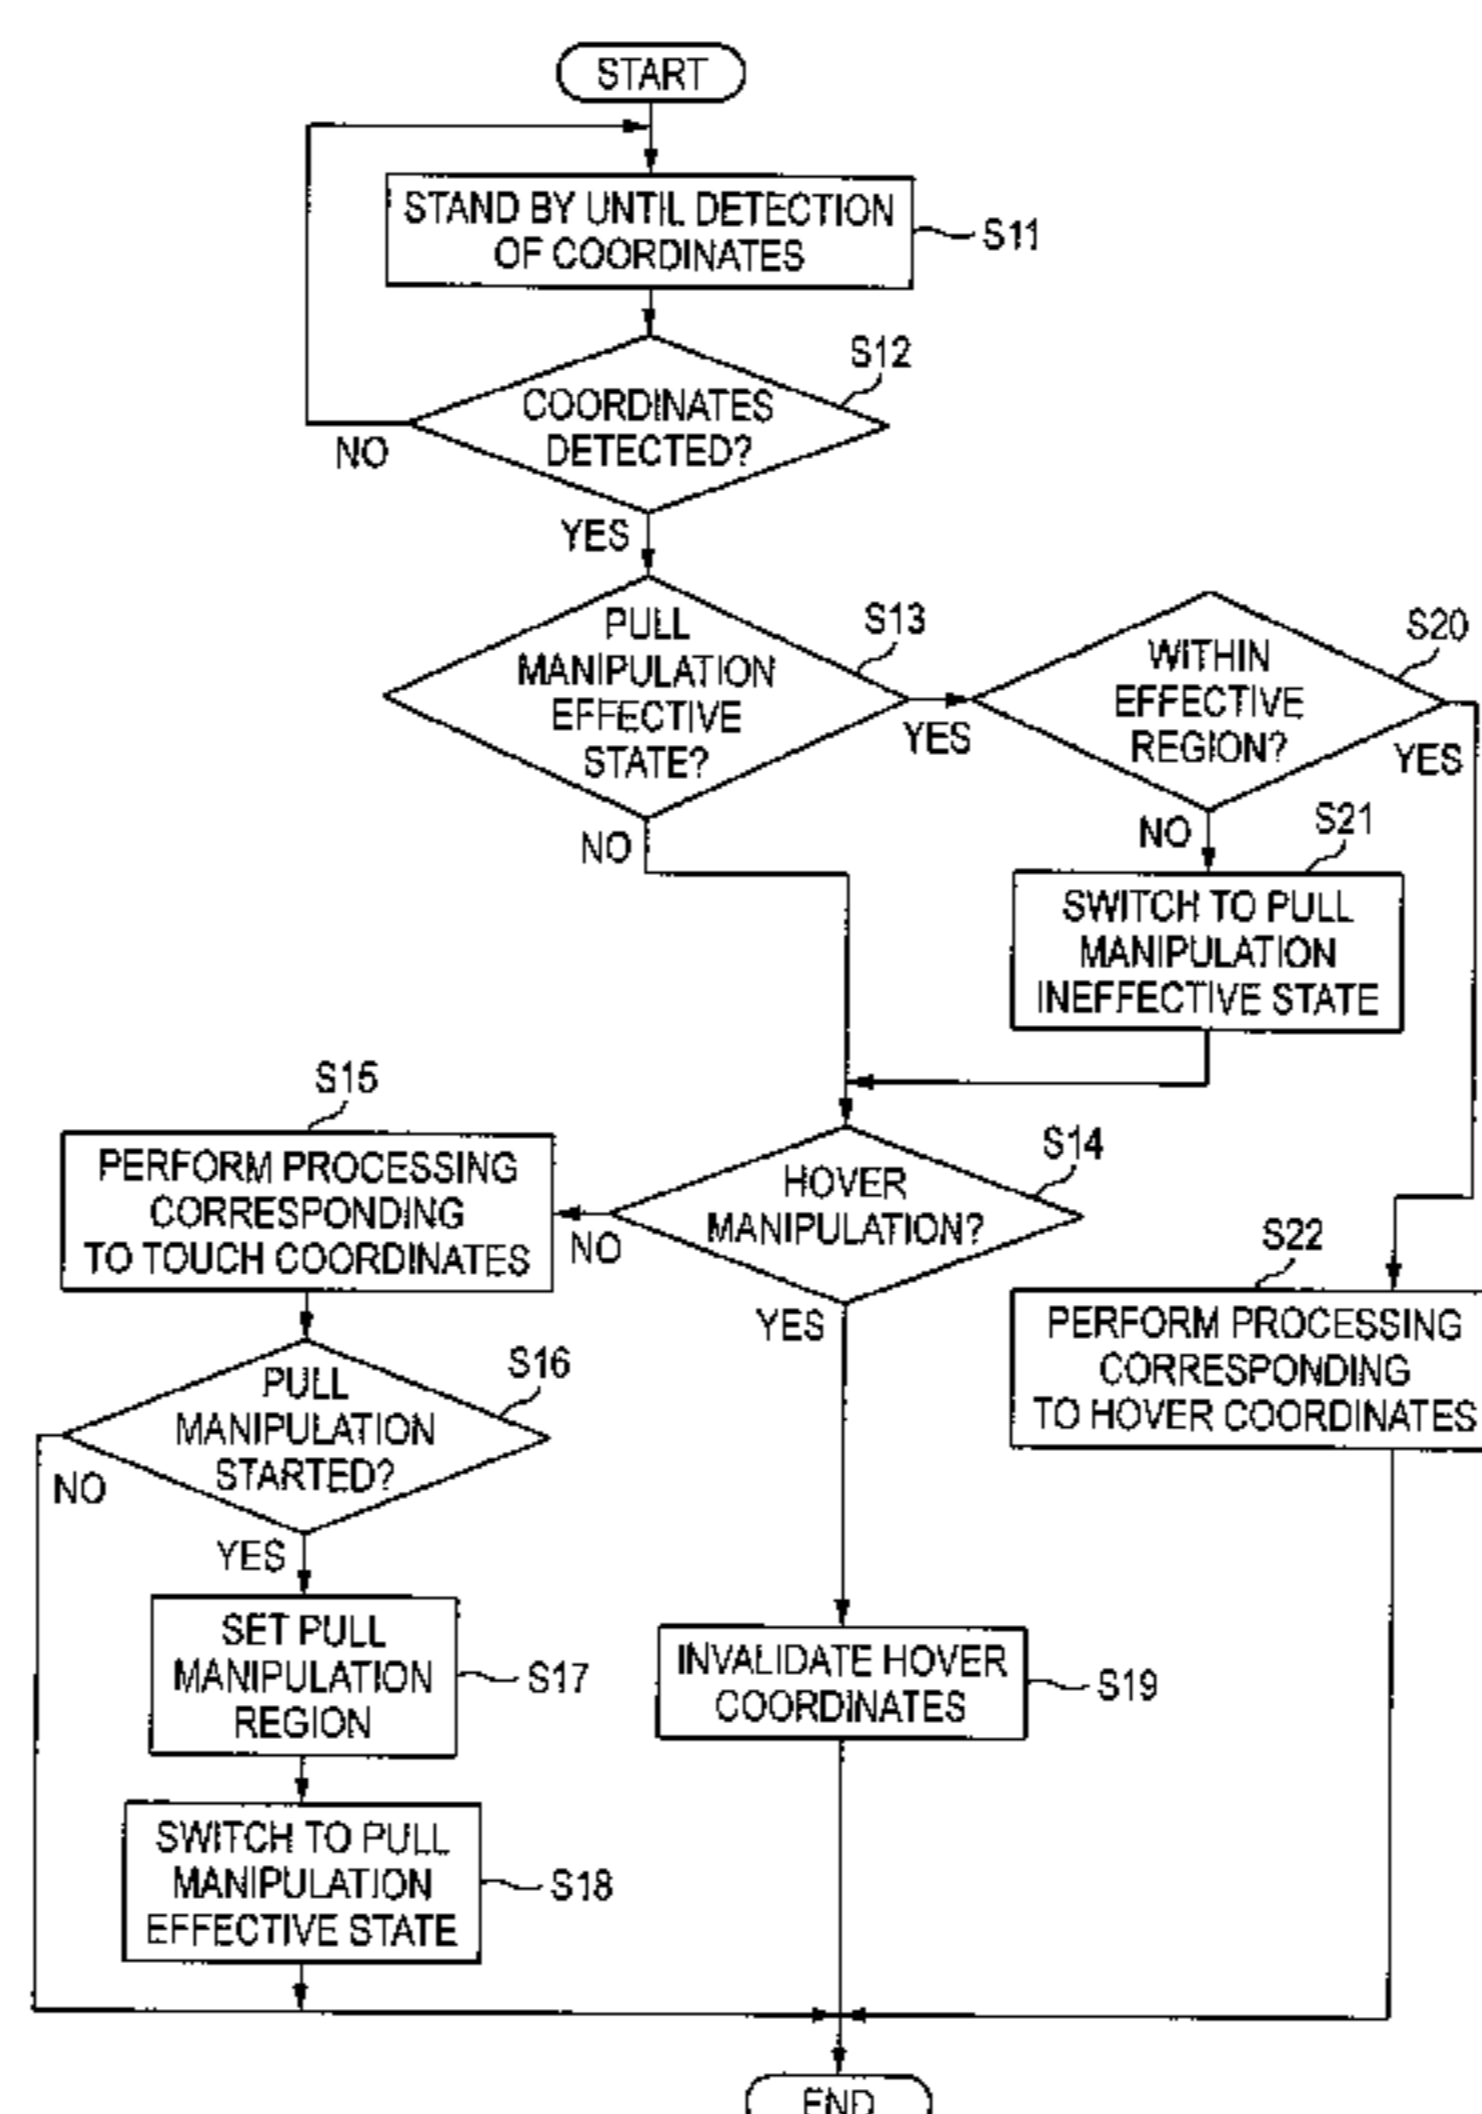 START
STAND BY UNTIL DETECTION
OF COORDINATES
S11
S12
COORDINATES
DETECTED?
NO
YES
S13
PULL
MANIPULATION
EFFECTIVE
STATE?
YES
NO
S20
WITHIN
EFFECTIVE
REGION?
YES
NO
S21
SWITCH TO PULL
MANIPULATION
INEFFECTIVE STATE
S15
PERFORM PROCESSING
CORRESPONDING
TO TOUCH COORDINATES
S14
HOVER
MANIPULATION?
NO
YES
S22
PERFORM PROCESSING
CORRESPONDING
TO HOVER COORDINATES
S16
PULL
MANIPULATION
STARTED?
NO
YES
SET PULL
MANIPULATION
REGION
S17
INVALIDATE HOVER
COORDINATES
S19
SWITCH TO PULL
MANIPULATION
EFFECTIVE STATE
S18
END